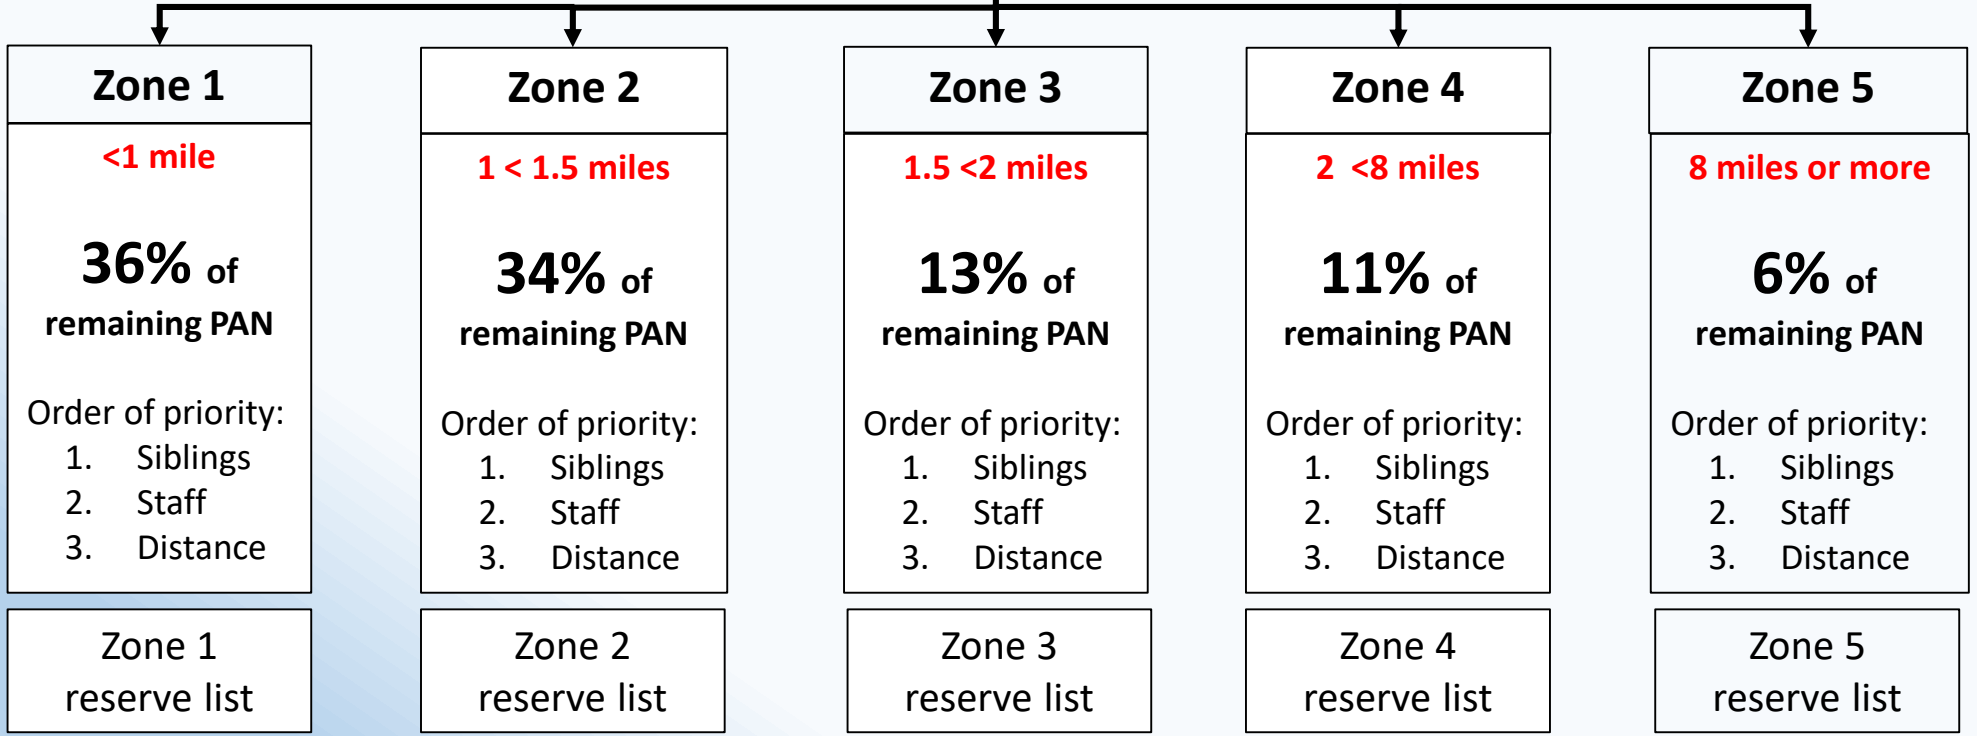 Zone 1
<1 mile
36% of
remaining PAN
Order of priority:
1. Siblings
2. Staff
3. Distance
Zone 1
reserve list
Zone 2
1 < 1.5 miles
34% of
remaining PAN
Order of priority:
1. Siblings
2. Staff
3. Distance
Zone 2
reserve list
Zone 3
1.5 <2 miles
13% of
remaining PAN
Order of priority:
1. Siblings
2. Staff
3. Distance
Zone 3
reserve list
Zone 4
2 <8 miles
11% of
remaining PAN
Order of priority:
1. Siblings
2. Staff
3. Distance
Zone 4
reserve list
Zone 5
8 miles or more
6% of
remaining PAN
Order of priority:
1. Siblings
2. Staff
3. Distance
Zone 5
reserve list